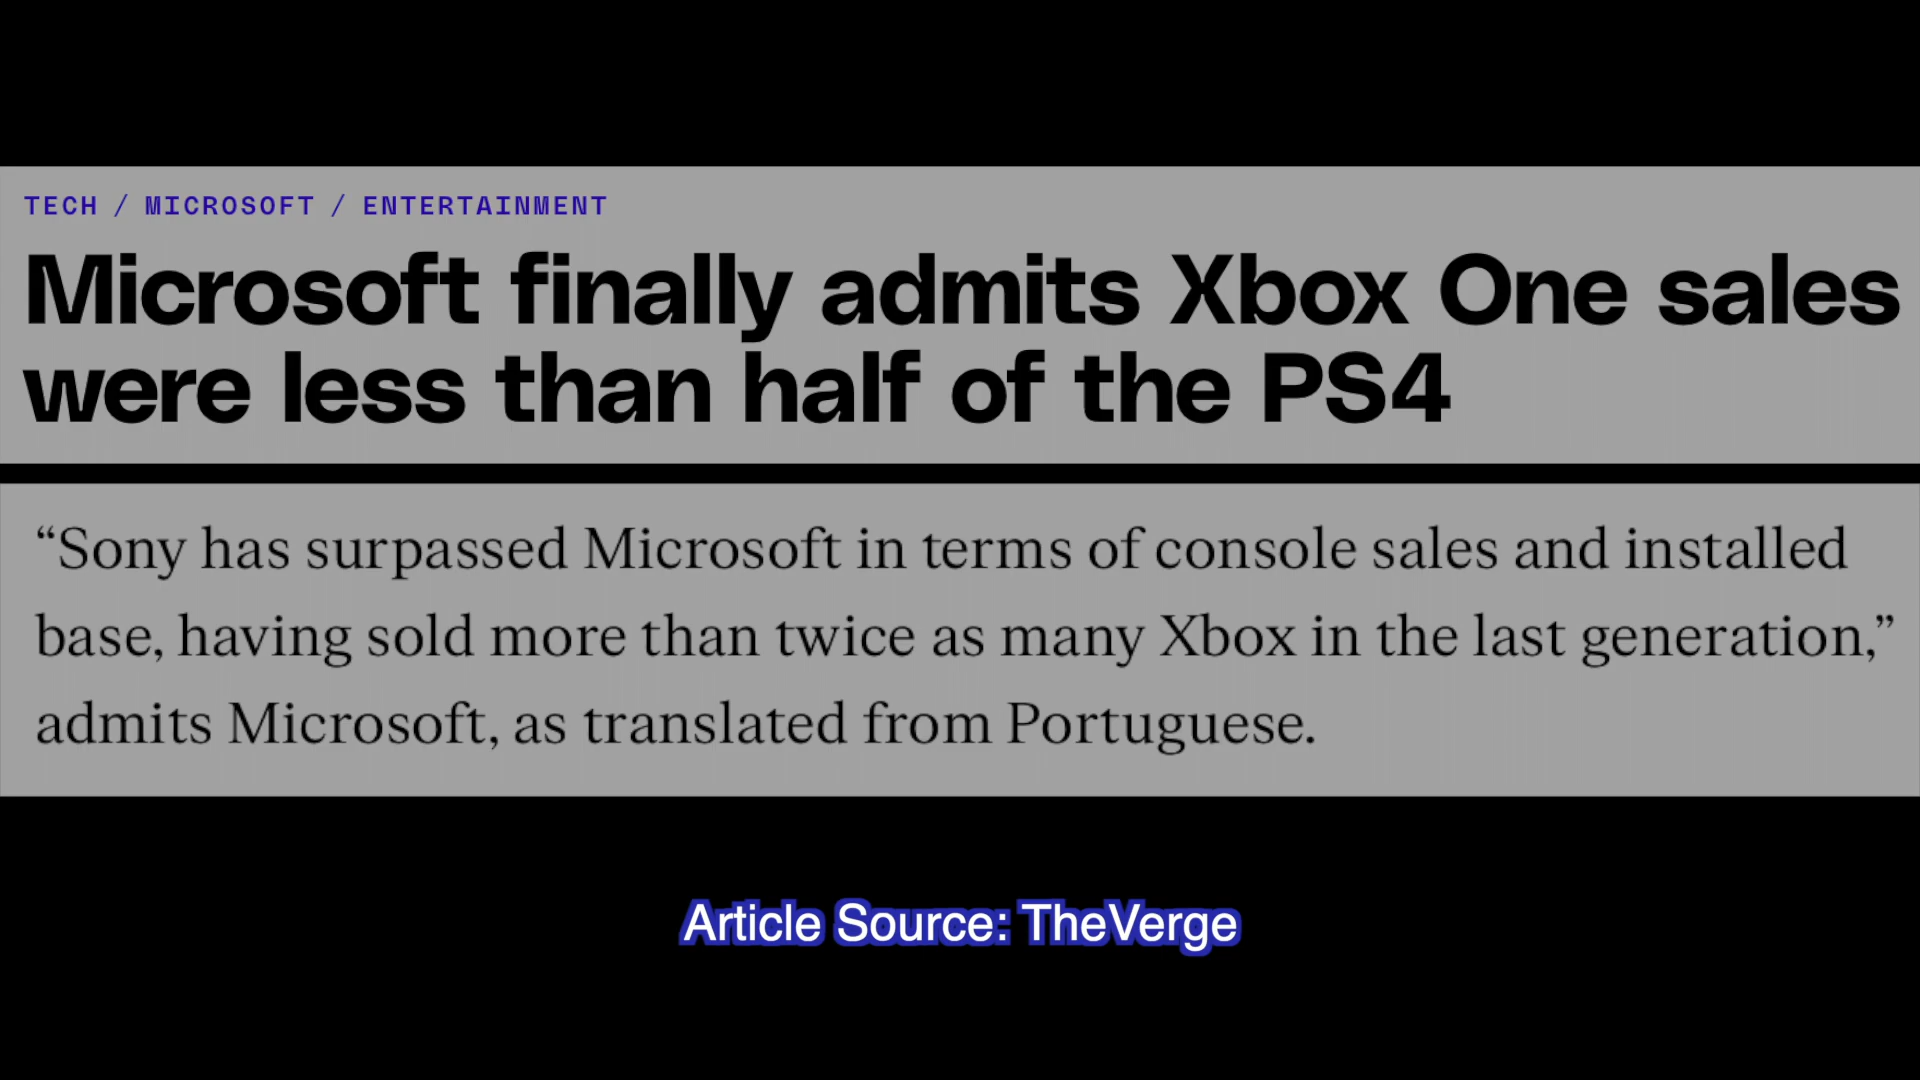 TECH / MICROSOFT / ENTERTAINMENT
Microsoft finally admits Xbox One sales
were less than half of the PS4
“Sony has surpassed Microsoft in terms of console sales and installed
base, having sold more than twice as many Xbox in the last generation,”
admits Microsoft, as translated from Portuguese.
Article Source: TheVerge